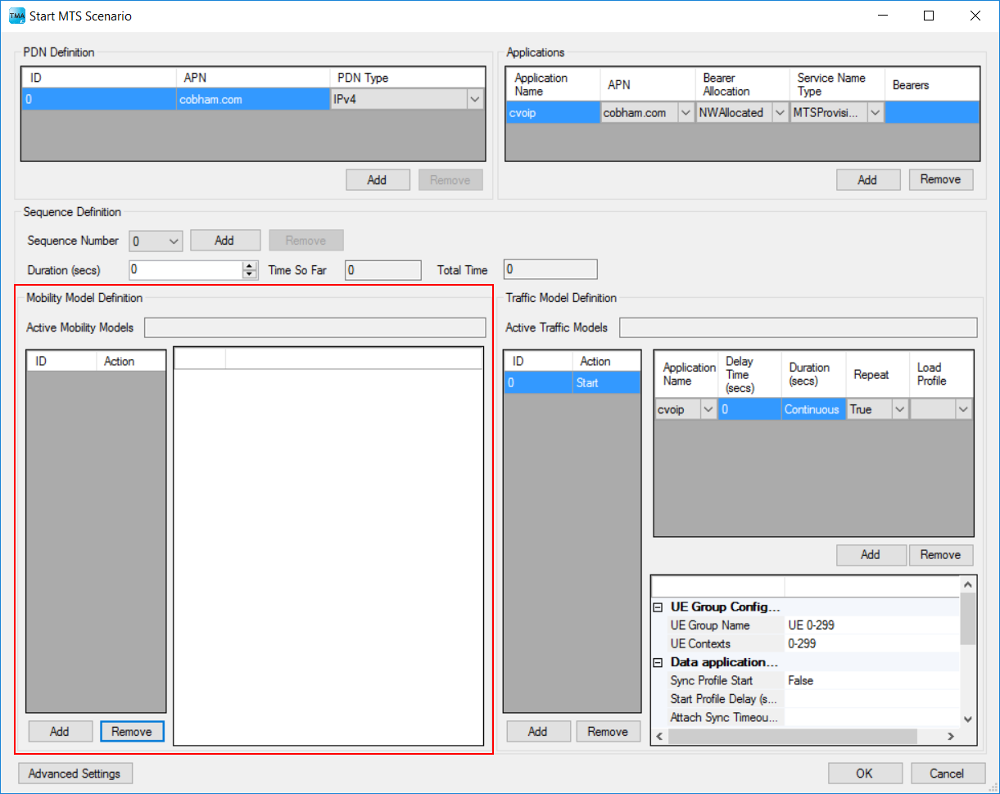 TMA Start MTS Scenario
PDN Definition
ID APN PDN Type
0 cobham.com IPv4
Add Remove
Applications
Application Name APN Bearer Allocation Service Name Type Bearers
cvoip cobham.com NWAllocated MTSProvisi...
Add Remove
Sequence Definition
Sequence Number 0 Add Remove
Duration (secs) 0 Time So Far 0 Total Time 0
Mobility Model Definition
Active Mobility Models
ID Action
Add Remove
Traffic Model Definition
Active Traffic Models
ID Action
0 Start
Add Remove
Application Name Delay Time (secs) Duration (secs) Repeat Load Profile
cvoip 0 Continuous True
Add Remove
UE Group Config...
UE Group Name UE 0-299
UE Contexts 0-299
Data application...
Sync Profile Start False
Start Profile Delay (s...
Attach Sync Timeou...
Advanced Settings OK Cancel